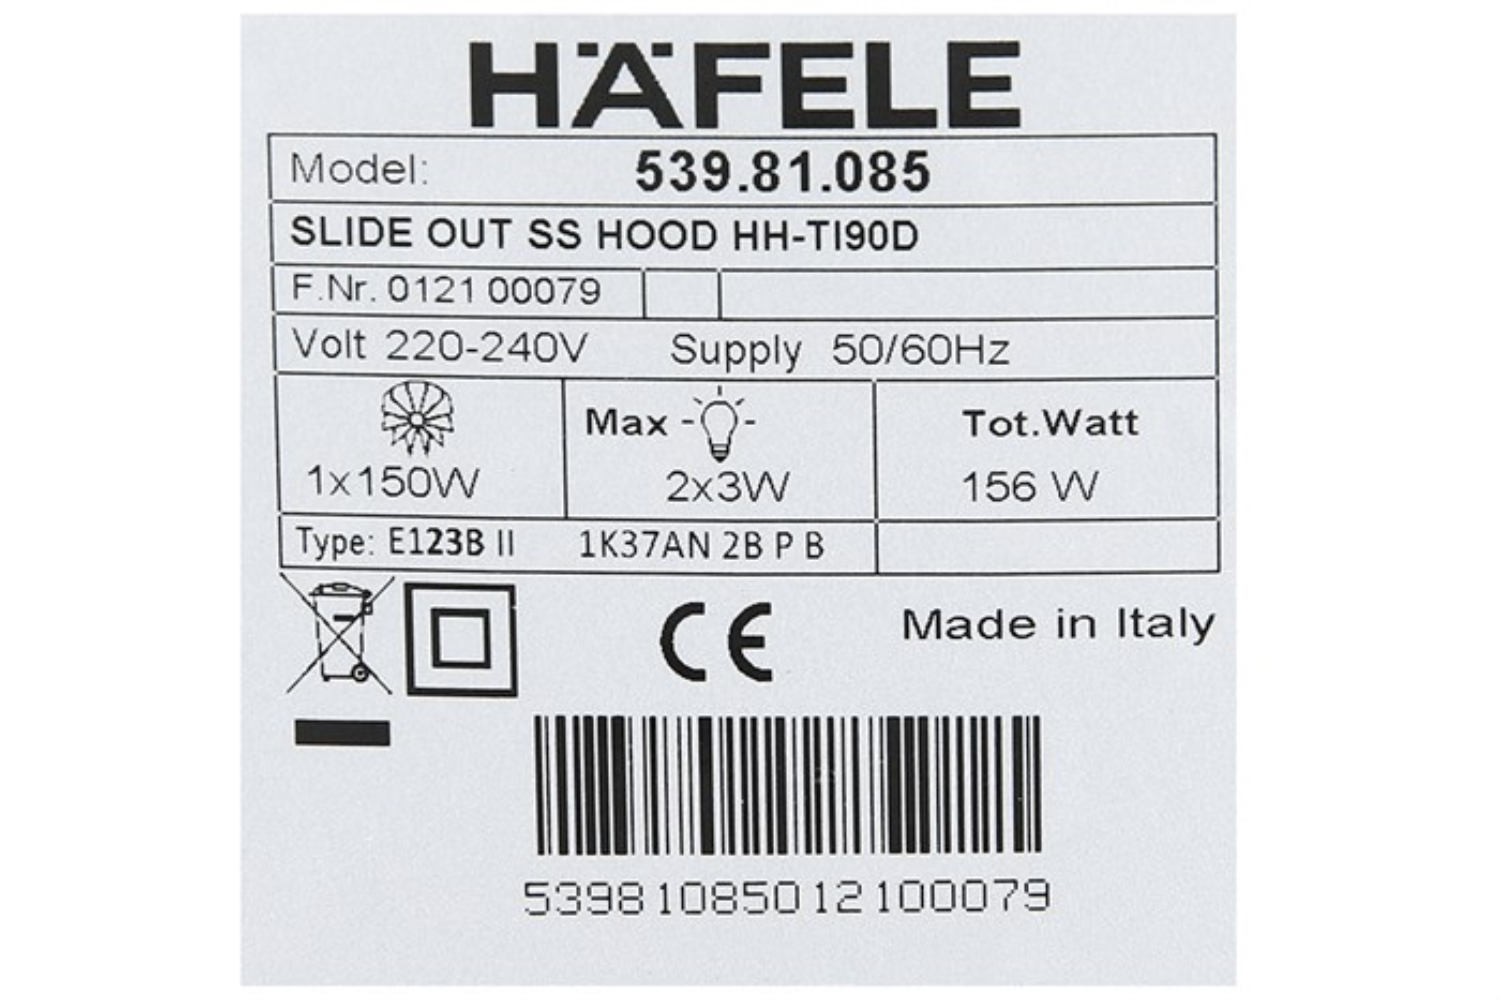 HÄFELE
Model: 539.81.085
SLIDE OUT SS HOOD HH-TI90D
F.Nr. 0121 00079
Volt 220-240V Supply 50/60Hz
Max Tot.Watt
1x150W 2x3W 156 W
Type: E123B II 1K37AN 2B P B
CE Made in Italy
53981085012100079